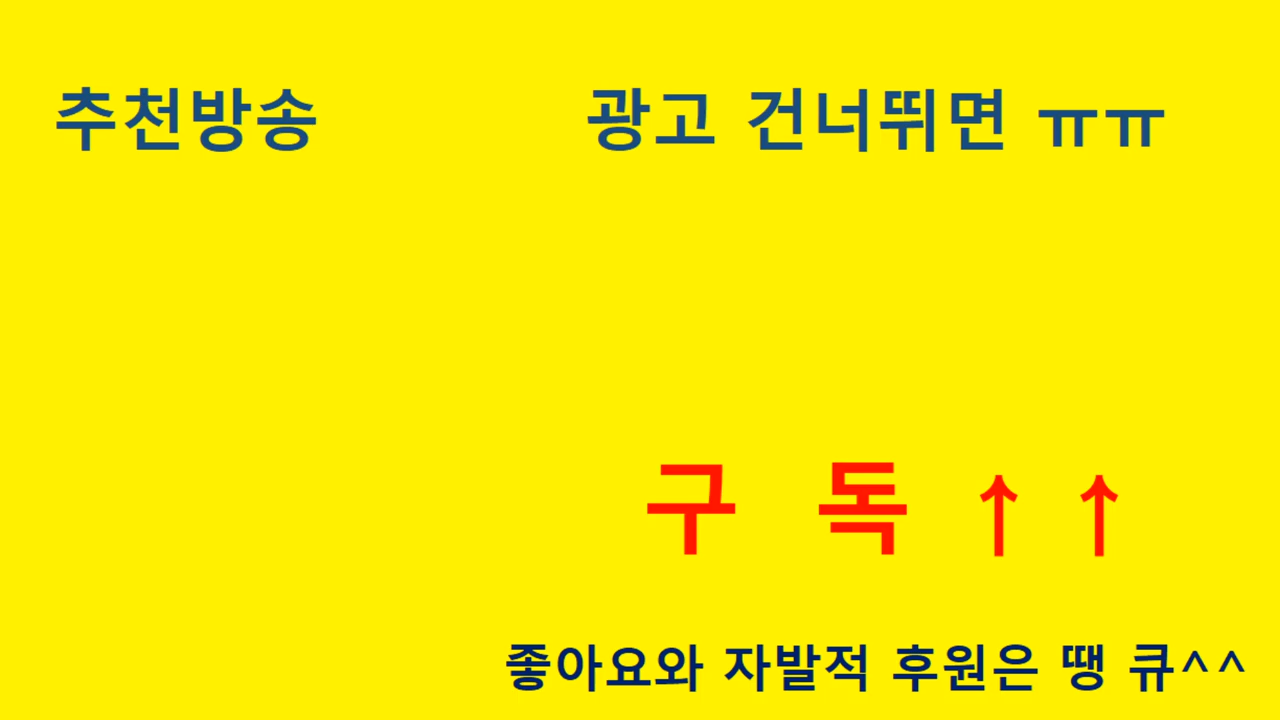 추천방송
광고 건너뛰면 ㅠㅠ
구 독 ↑ ↑
좋아요와 자발적 후원은 땡 큐^^